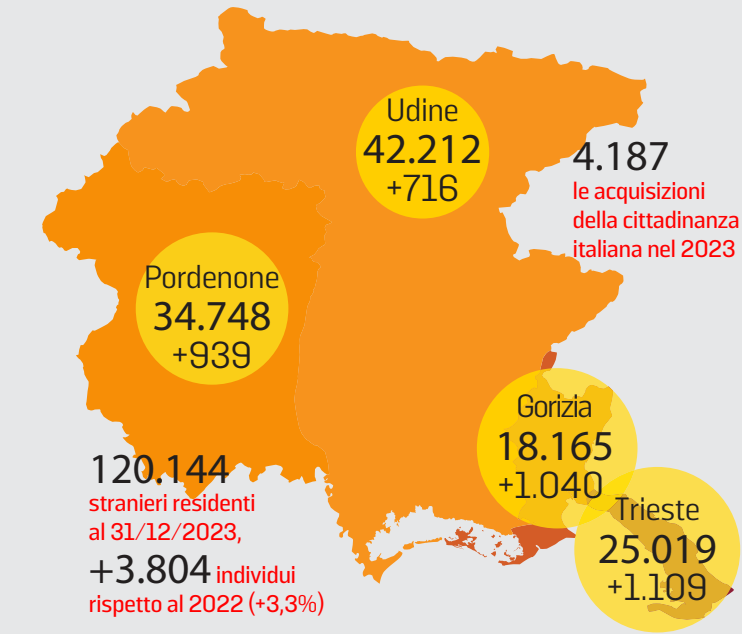 Udine
42.212
+716
4.187
le acquisizioni
della cittadinanza
italiana nel 2023
Pordenone
34.748
+939
Gorizia
18.165
+1.040
Trieste
25.019
+1.109
120.144
stranieri residenti
al 31/12/2023,
+3.804 individui
rispetto al 2022 (+3,3%)